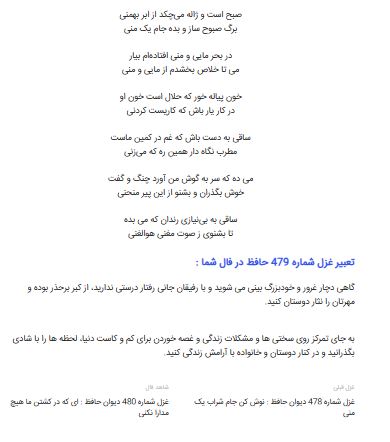 صبح است و ژاله می‌چکد از ابر بهمنی
برگ صبوح ساز و بده جام یک منی
در بحر مایی و منی افتاده‌ام بیار
می تا خلاص بخشدم از مایی و منی
خون پیاله خور که حلال است خون او
در کار یار باش که کاریست کردنی
ساقی به دست باش که غم در کمین ماست
مطرب نگاه دار همین ره که می‌زنی
می ده که سر به گوش من آورد چنگ و گفت
خوش بگذران و بشنو از این پیر منحنی
ساقی به بی‌نیازی رندان که می بده
تا بشنوی ز صوت مغنی هوالغنی
تعبیر غزل شماره 479 حافظ در فال شما :
گاهی دچار غرور و خودبزرگ بینی می شوید و با رفیقان جانی رفتار درستی ندارید، از کبر برحذر بوده و
مهرتان را نثار دوستان کنید.
به جای تمرکز روی سختی ها و مشکلات زندگی و غصه خوردن برای کم و کاست دنیا، لحظه ها را با شادی
بگذرانید و در کنار دوستان و خانواده با آرامش زندگی کنید.
غزل قبلی
غزل شماره 478 دیوان حافظ : نوش کن جام شراب یک
منی
شاهد فال
غزل شماره 480 دیوان حافظ : ای که در کشتن ما هیچ
مدارا نکنی